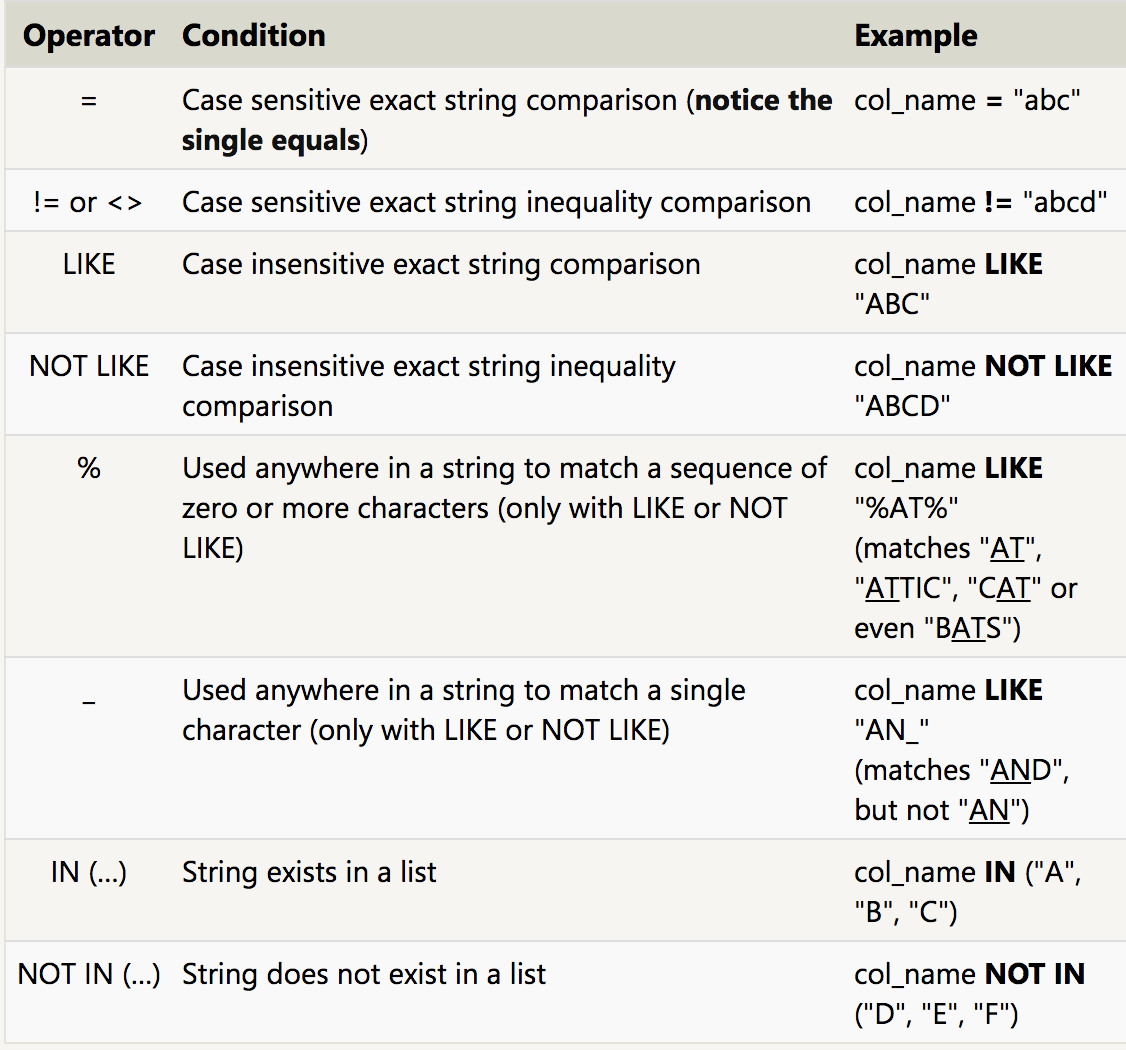 Operator Condition Example
= Case sensitive exact string comparison (notice the col_name = "abc"
single equals)
!= or <> Case sensitive exact string inequality comparison col_name != "abcd"
LIKE Case insensitive exact string comparison col_name LIKE
"ABC"
NOT LIKE Case insensitive exact string inequality col_name NOT LIKE
comparison "ABCD"
% Used anywhere in a string to match a sequence of col_name LIKE
zero or more characters (only with LIKE or NOT "%AT%"
LIKE) (matches "AT",
"ATTIC", "CAT" or
even "BATS")
_ Used anywhere in a string to match a single col_name LIKE
character (only with LIKE or NOT LIKE) "AN_"
(matches "AND",
but not "AN")
IN (…) String exists in a list col_name IN ("A",
"B", "C")
NOT IN (…) String does not exist in a list col_name NOT IN
("D", "E", "F")